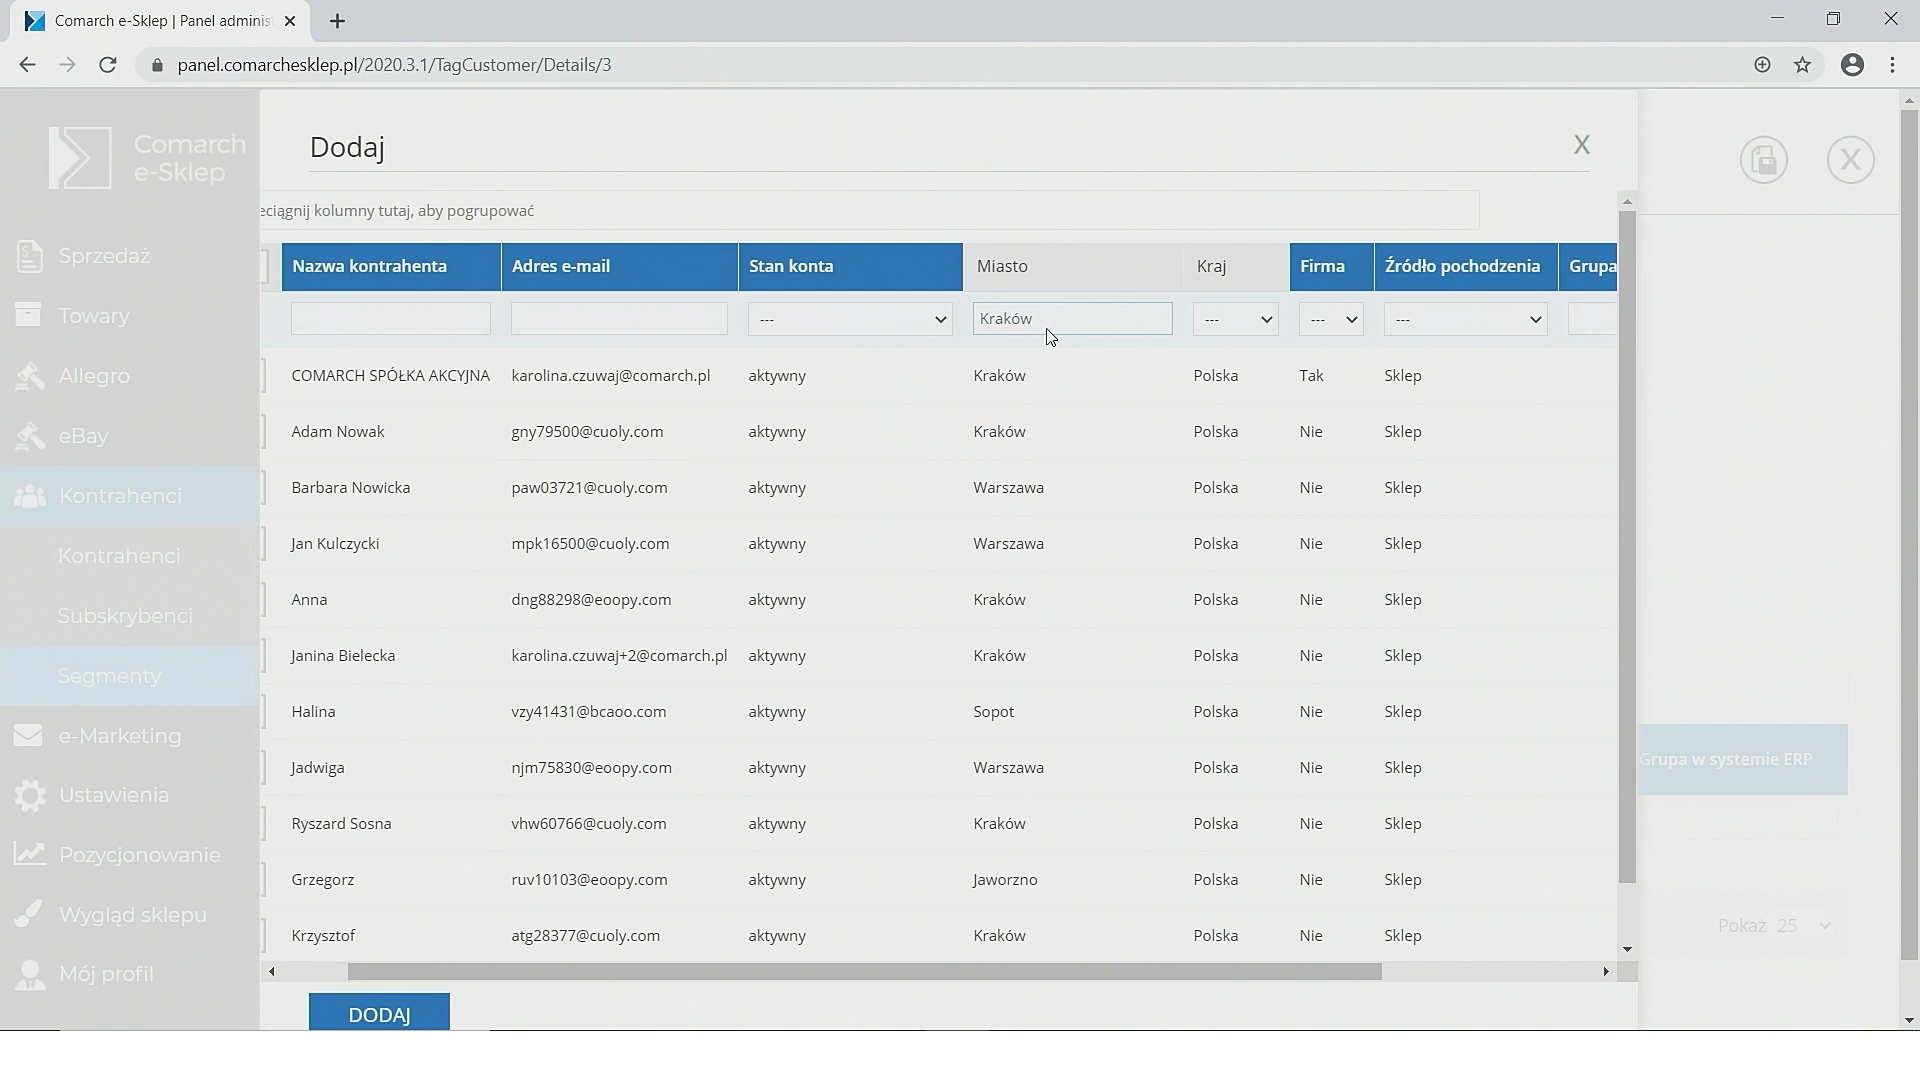 Comarch e-Sklep | Panel adminis
panel.comarchesklep.pl/2020.3.1/TagCustomer/Details/3
Comarch
e-Sklep
Sprzedaż
Towary
Allegro
eBay
Kontrahenci
Kontrahenci
Subskrybenci
Segmenty
e-Marketing
Ustawienia
Pozycjonowanie
Wygląd sklepu
Mój profil
Dodaj X
X
eciągnij kolumny tutaj, aby pogrupować
Nazwa kontrahenta Adres e-mail Stan konta Miasto Kraj Firma Źródło pochodzenia Grupa
--- Kraków --- --- ---
COMARCH SPÓŁKA AKCYJNA karolina.czuwaj@comarch.pl aktywny Kraków Polska Tak Sklep
Adam Nowak gny79500@cuoly.com aktywny Kraków Polska Nie Sklep
Barbara Nowicka paw03721@cuoly.com aktywny Warszawa Polska Nie Sklep
Jan Kulczycki mpk16500@cuoly.com aktywny Warszawa Polska Nie Sklep
Anna dng88298@eoopy.com aktywny Kraków Polska Nie Sklep
Janina Bielecka karolina.czuwaj+2@comarch.pl aktywny Kraków Polska Nie Sklep
Halina vzy41431@bcaoo.com aktywny Sopot Polska Nie Sklep
Jadwiga njm75830@eoopy.com aktywny Warszawa Polska Nie Sklep
Ryszard Sosna vhw60766@cuoly.com aktywny Kraków Polska Nie Sklep
Grzegorz ruv10103@eoopy.com aktywny Jaworzno Polska Nie Sklep
Krzysztof atg28377@cuoly.com aktywny Kraków Polska Nie Sklep
DODAJ
Grupa w systemie ERP
Pokaż 25